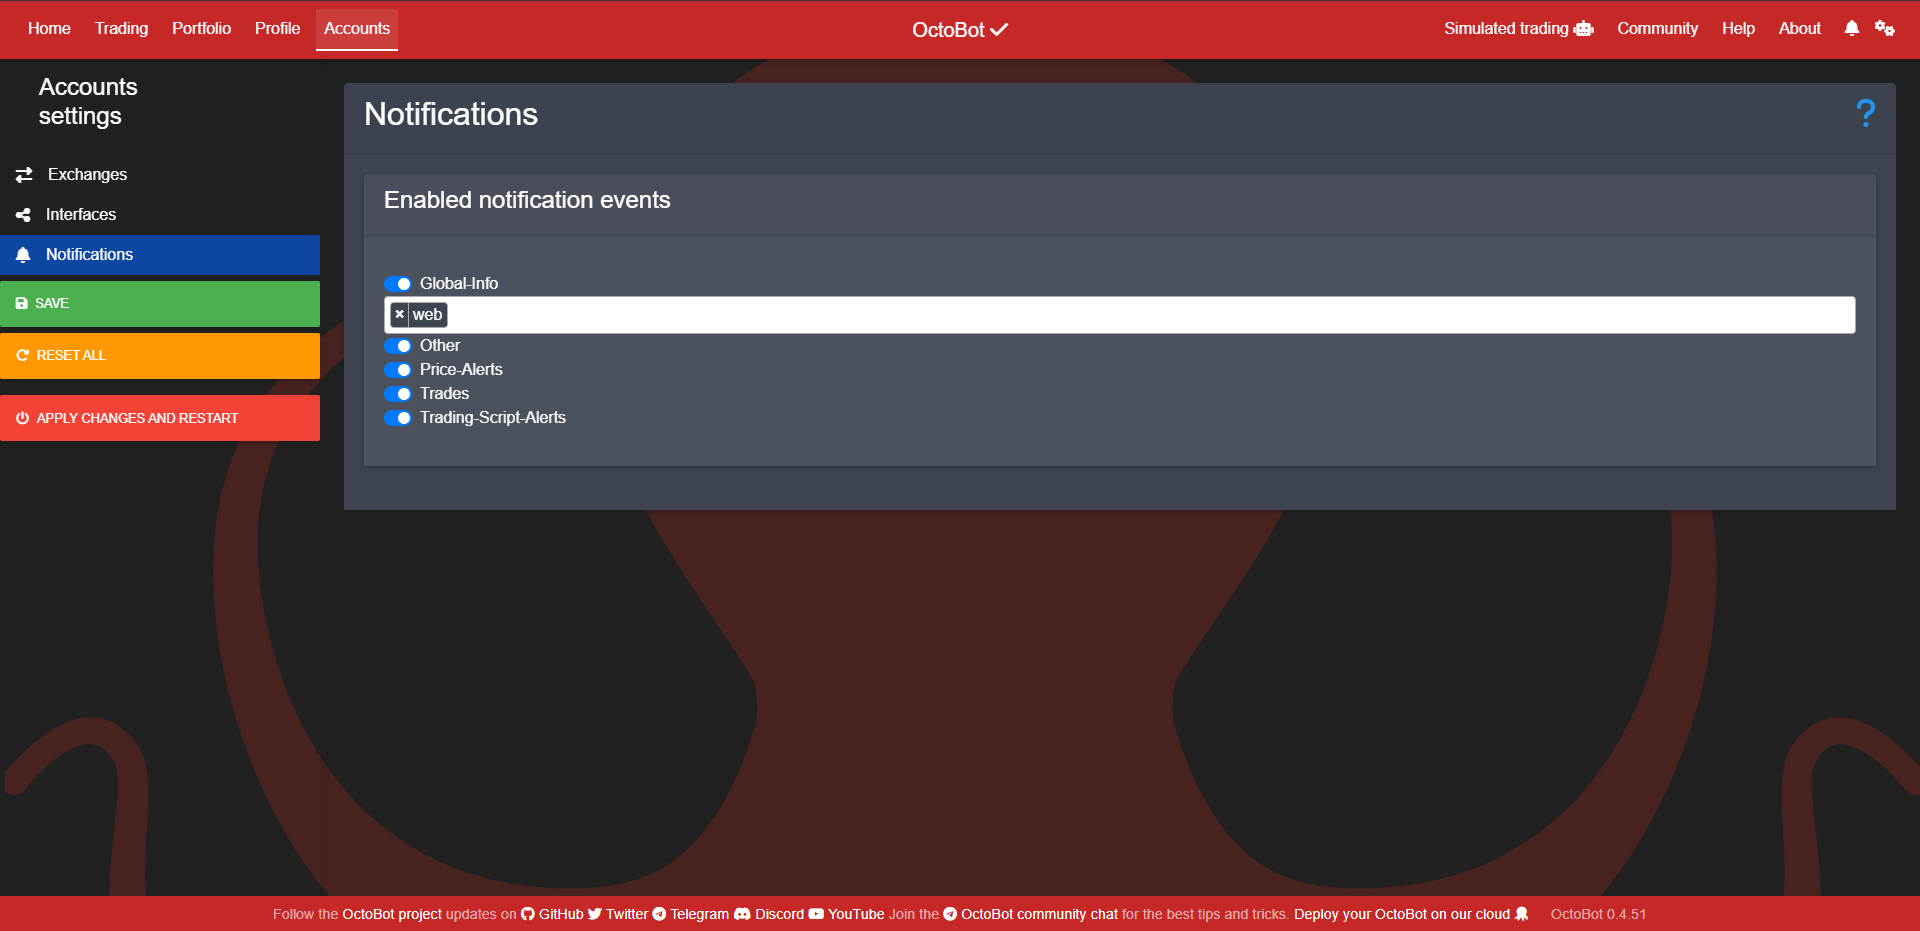 Home Trading Portfolio Profile Accounts OctoBot Simulated trading Community Help About
Accounts
settings
Exchanges
Interfaces
Notifications
SAVE
RESET ALL
APPLY CHANGES AND RESTART
Notifications
?
Enabled notification events
Global-Info
× web
Other
Price-Alerts
Trades
Trading-Script-Alerts
Follow the OctoBot project updates on GitHub Twitter Telegram Discord YouTube Join the OctoBot community chat for the best tips and tricks. Deploy your OctoBot on our cloud OctoBot 0.4.51